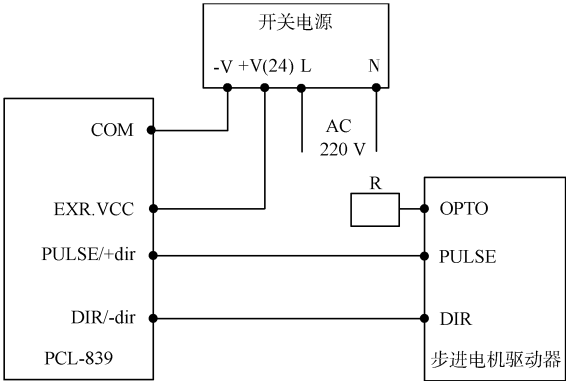 开关电源
-V +V(24) L N
AC
220 V
COM
EXR.VCC
PULSE/+dir
DIR/-dir
PCL-839
R
OPTO
PULSE
DIR
步进电机驱动器